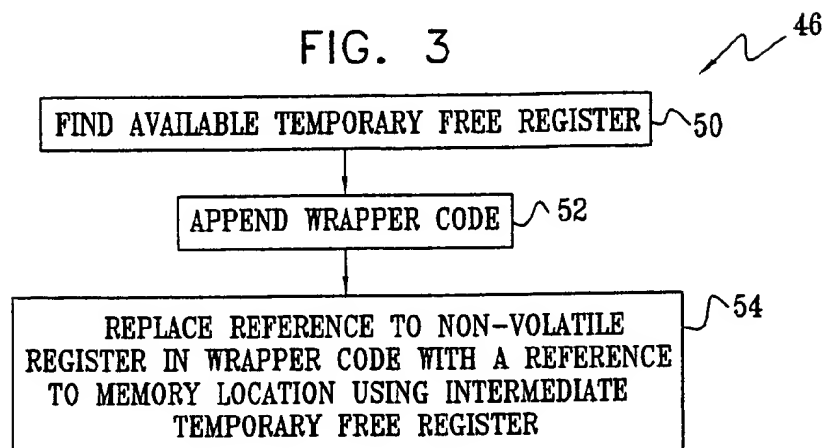 FIG. 3
46
FIND AVAILABLE TEMPORARY FREE REGISTER
50
APPEND WRAPPER CODE
52
REPLACE REFERENCE TO NON-VOLATILE
REGISTER IN WRAPPER CODE WITH A REFERENCE
TO MEMORY LOCATION USING INTERMEDIATE
TEMPORARY FREE REGISTER
54